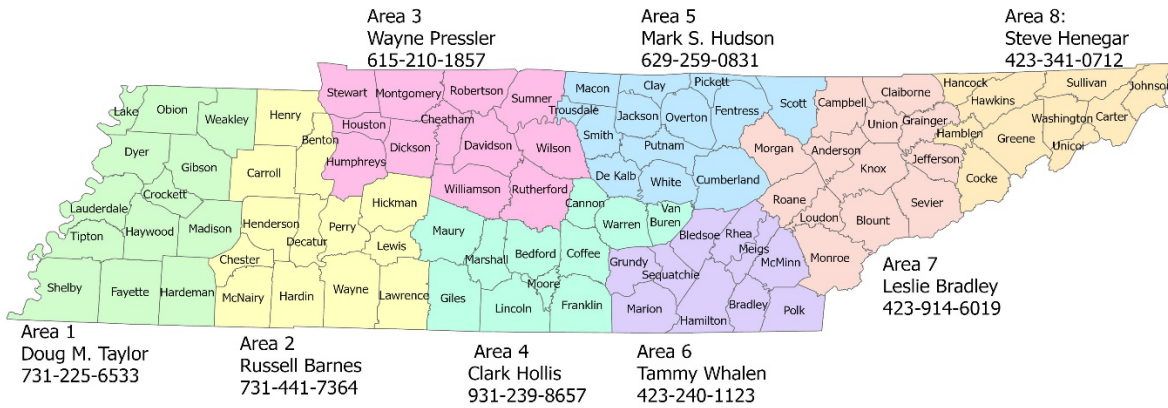 Area 3
Wayne Pressler
615-210-1857
Area 5
Mark S. Hudson
629-259-0831
Area 8:
Steve Henegar
423-341-0712
Lake
Obion
Weakley
Dyer
Gibson
Crockett
Lauderdale
Haywood
Madison
Tipton
Shelby
Fayette
Hardeman
Henry
Benton
Carroll
Henderson
Decatur
Perry
Hickman
Lewis
Chester
McNairy
Hardin
Wayne
Lawrence
Stewart
Montgomery
Robertson
Sumner
Houston
Cheatham
Humphreys
Dickson
Davidson
Wilson
Williamson
Rutherford
Trousdale
Macon
Clay
Pickett
Scott
Smith
Jackson
Overton
Fentress
Putnam
De Kalb
White
Cumberland
Cannon
Warren
Van
Buren
Maury
Marshall
Bedford
Coffee
Moore
Giles
Lincoln
Franklin
Bledsoe
Rhea
Meigs
McMinn
Grundy
Sequatchie
Marion
Hamilton
Bradley
Polk
Campbell
Claiborne
Union
Grainger
Morgan
Anderson
Knox
Jefferson
Roane
Loudon
Blount
Sevier
Monroe
Hancock
Hawkins
Sullivan
Johnson
Hamblen
Greene
Washington
Carter
Unicoi
Cocke
Area 7
Leslie Bradley
423-914-6019
Area 1
Doug M. Taylor
731-225-6533
Area 2
Russell Barnes
731-441-7364
Area 4
Clark Hollis
931-239-8657
Area 6
Tammy Whalen
423-240-1123